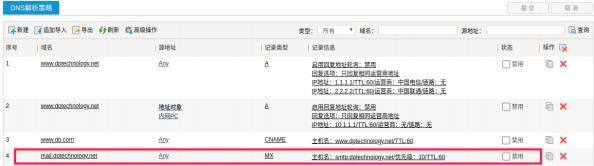 DNS解析策略
提 交 取 消
新建 追加导入 导出 刷新 高级操作 类型： 所有 域名： 源地址： 查询
序号 域名 源地址 记录类型 记录信息 状态 操作
1 www.dptechnology.net Any A 启用回复地址轮询：禁用 禁用
回复选项：只回复相同运营商地址
IP地址：1.1.1.1/TTL:60/运营商：中国电信/链路：无
IP地址：2.2.2.2/TTL:60/运营商：中国联通/链路：无
2 www.dptechnology.net 地址对象 A 启用回复地址轮询：禁用 禁用
内网PC 回复选项：只回复相同运营商地址
IP地址：10.1.1.1/TTL:60/运营商：无/链路：无
3 www.dp.com Any CNAME 主机名：www.dptechnology.net/TTL:60 禁用
4 mail.dptechnology.net Any MX 主机名：smtp.dptechnology.net/优先级：10/TTL:60 禁用